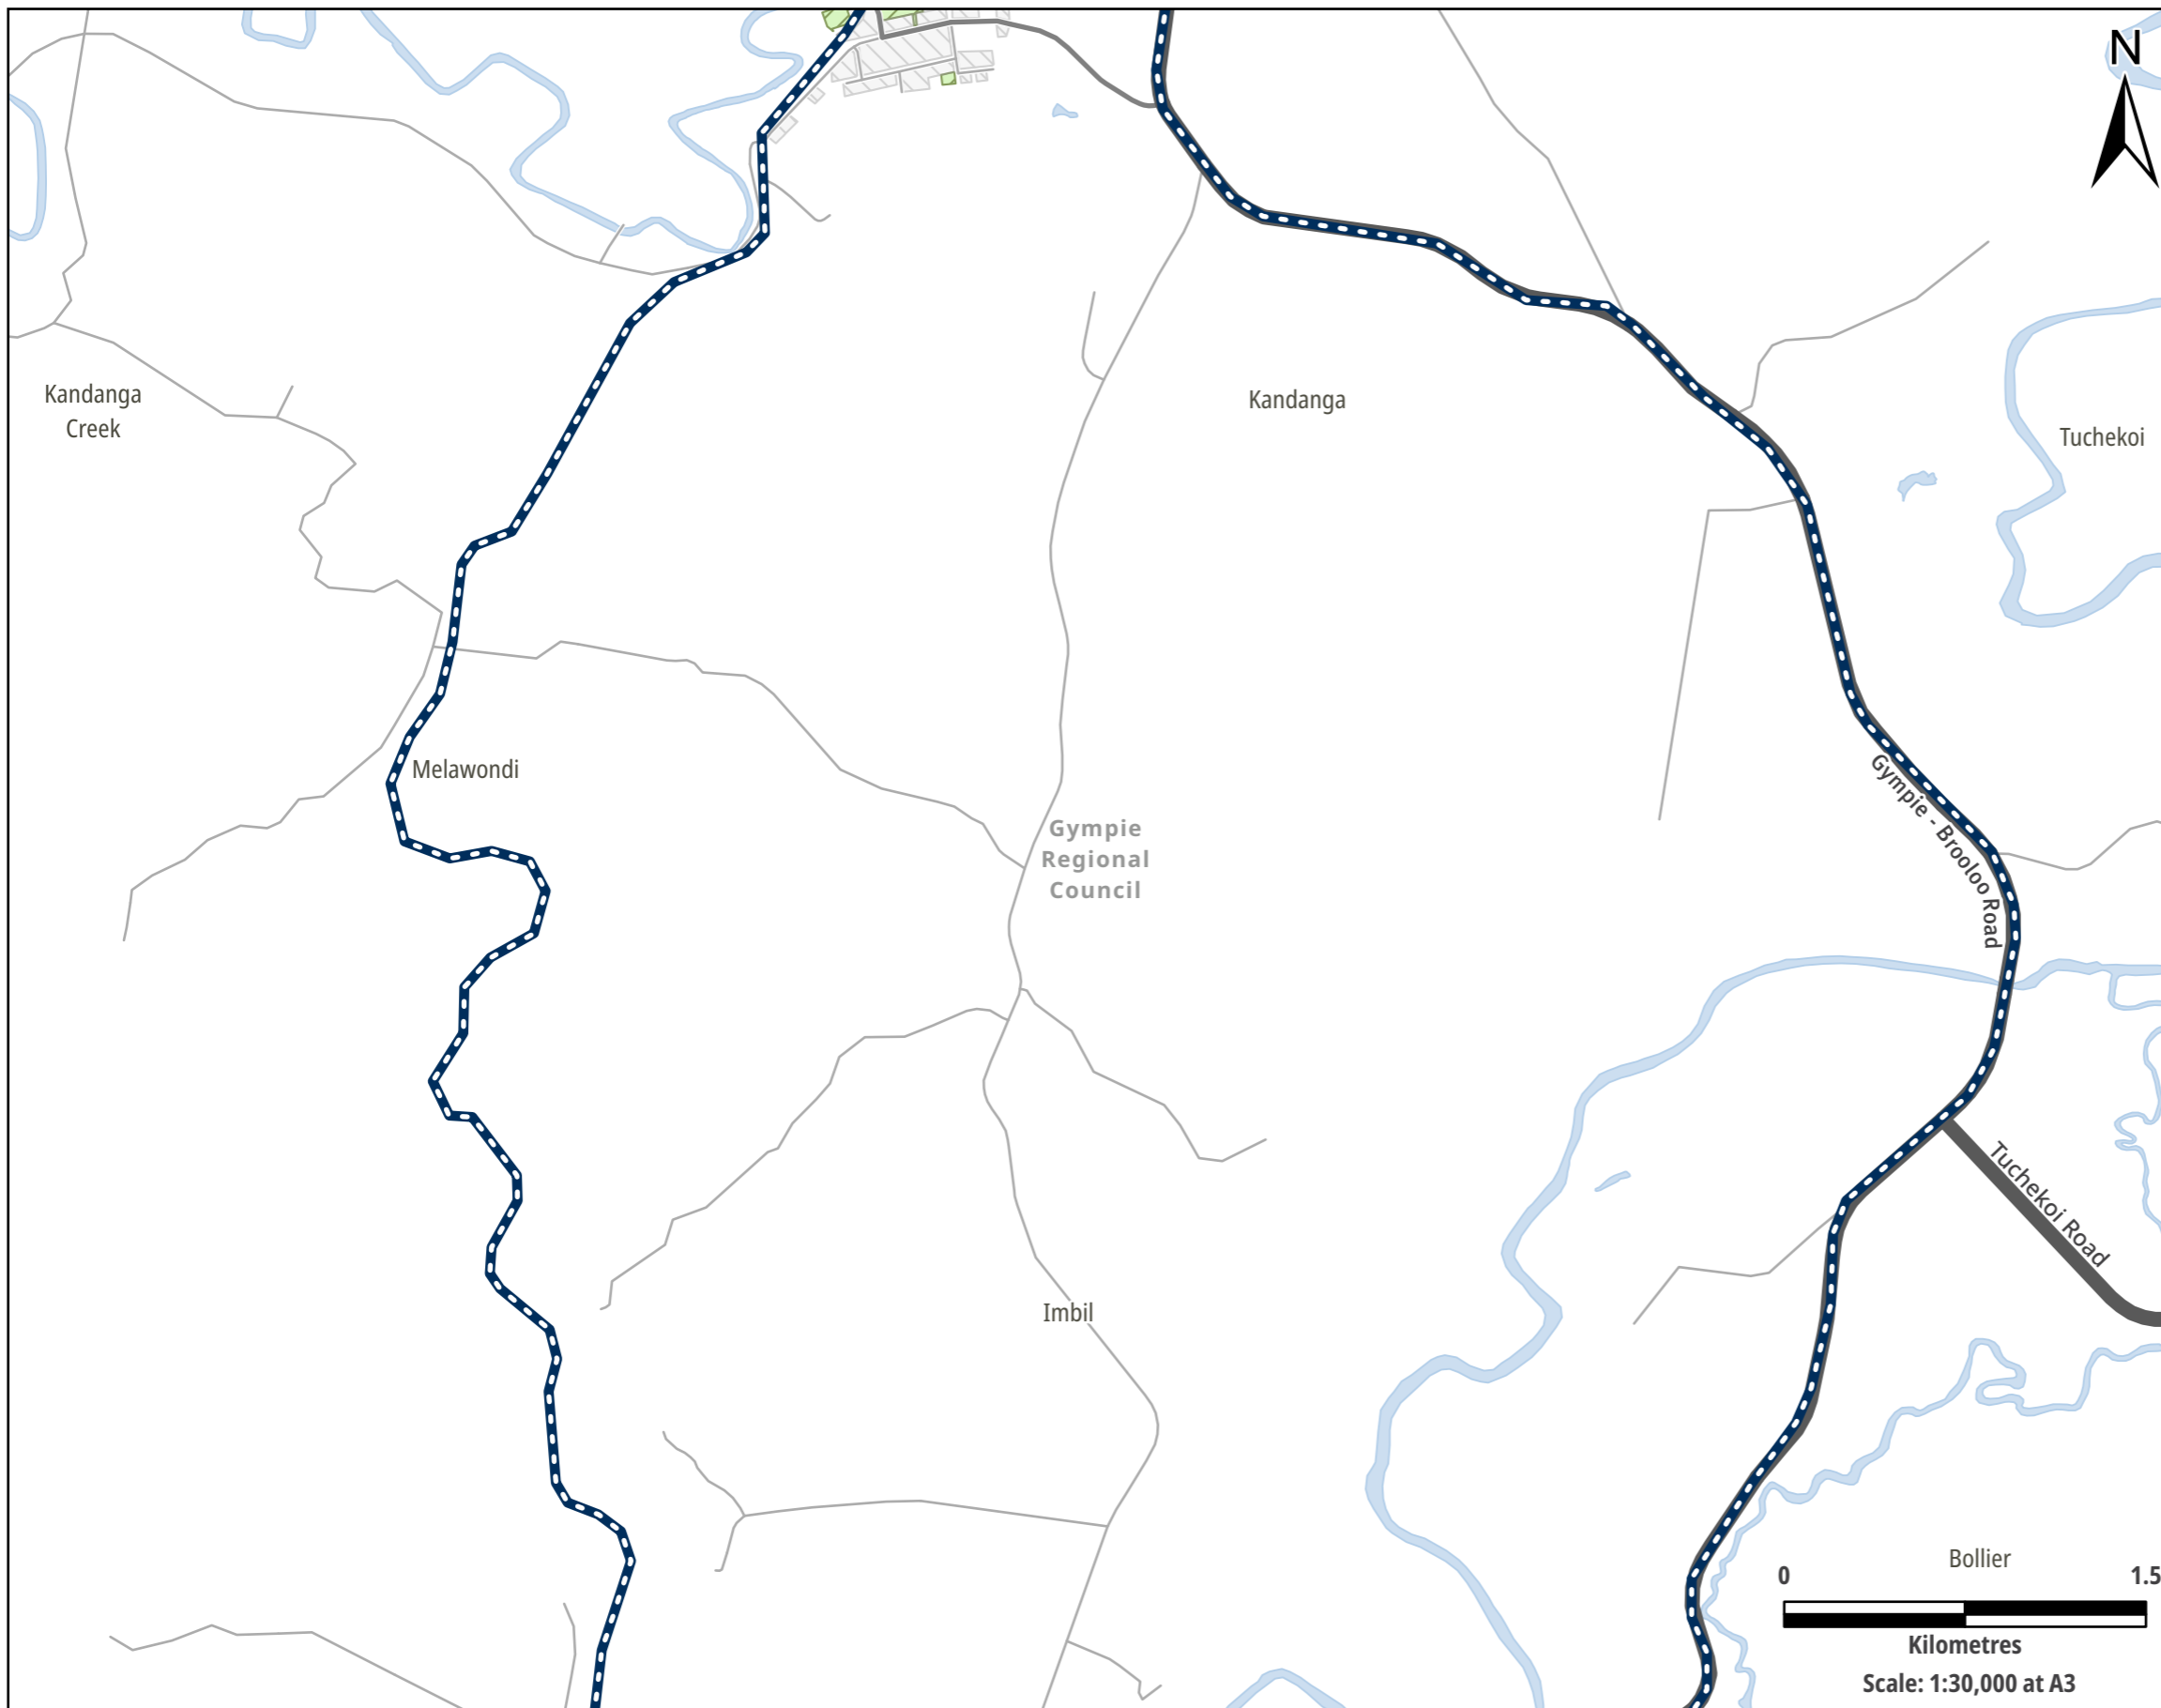 N
Kandanga
Creek
Kandanga
Tuchekoi
Melawondi
Gympie - Brooloo Road
Gympie
Regional
Council
Tuchekoi Road
Imbil
Bollier
0 1.5
Kilometres
Scale: 1:30,000 at A3